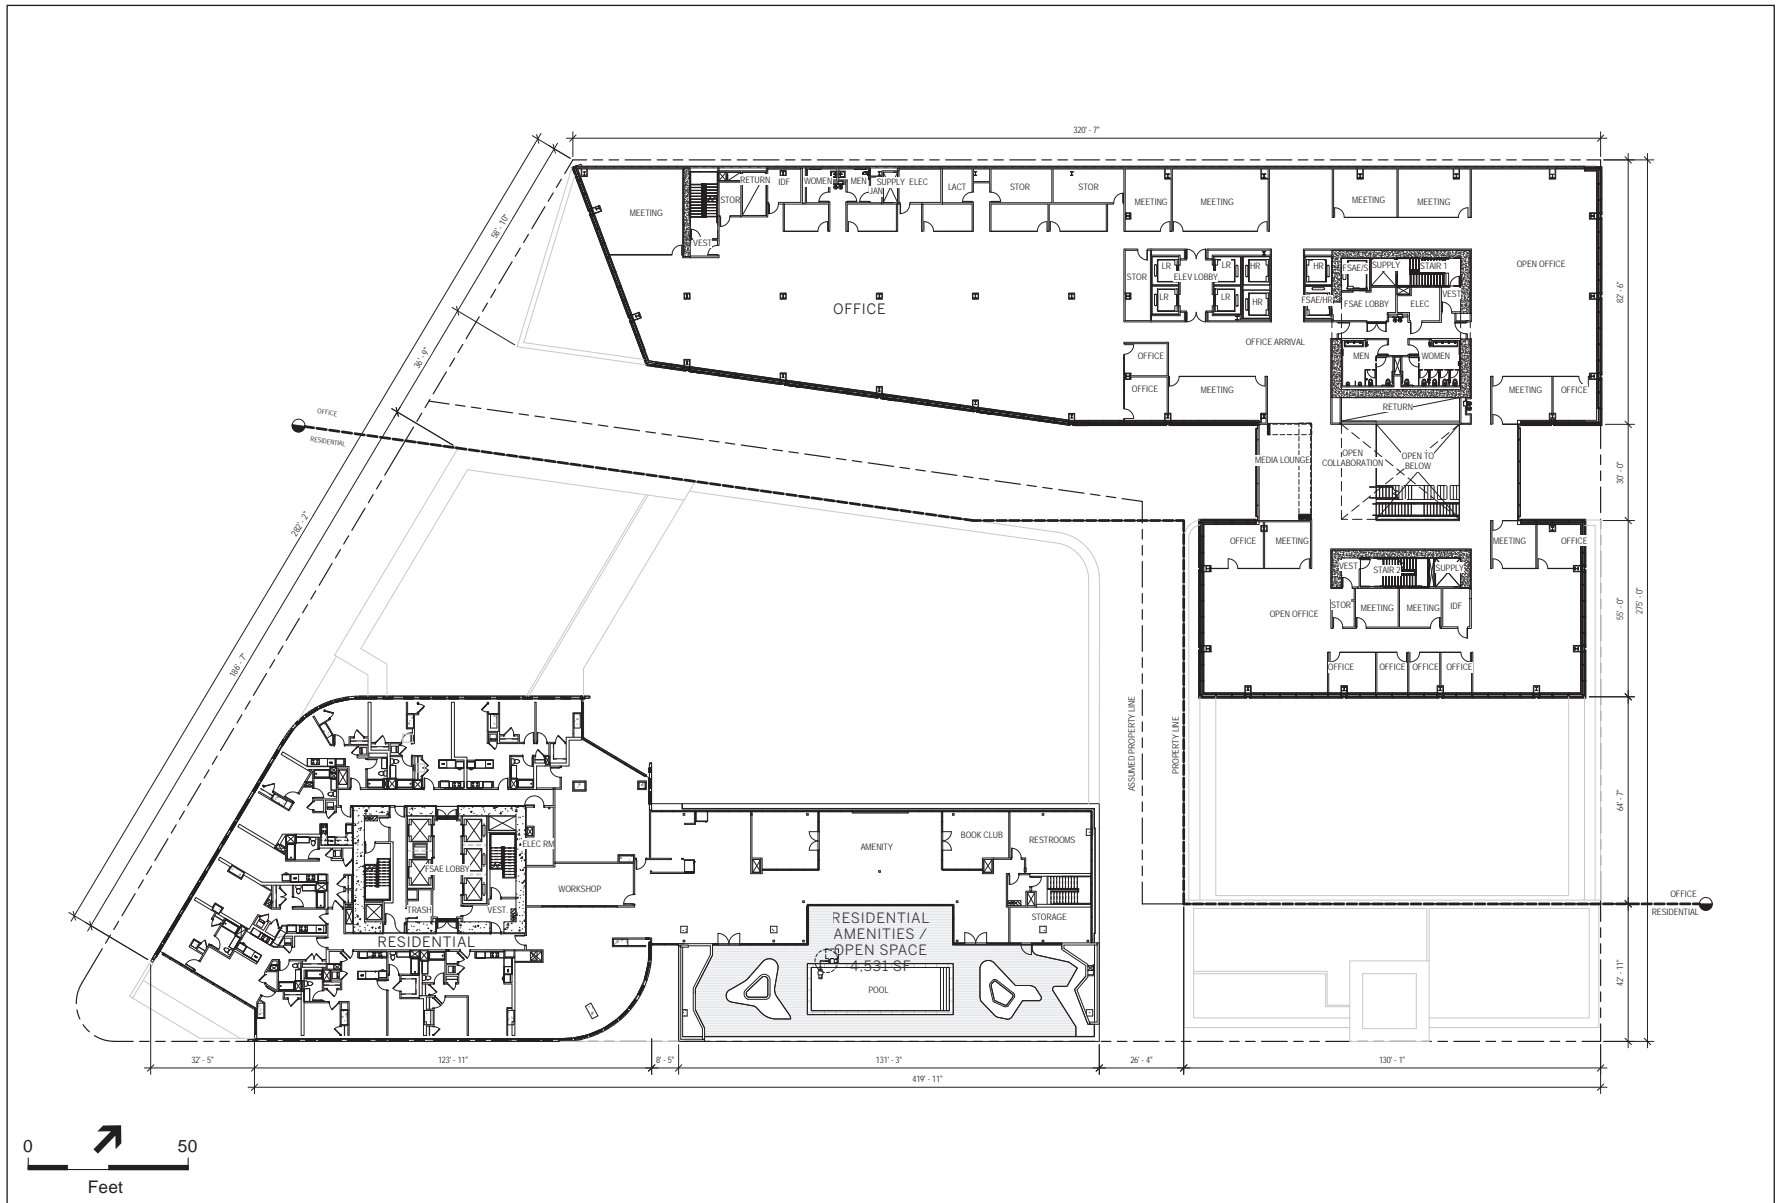 320' - 7"
58' - 10"
36' - 9"
282' - 2"
186' - 7"
82' - 6"
30' - 0"
55' - 0"
275' - 0"
64' - 7"
42' - 11"
MEETING
VEST
STOR
RETURN
IDF
WOMEN
MEN
JAN
SUPPLY
ELEC
LACT
STOR
STOR
MEETING
MEETING
MEETING
MEETING
OPEN OFFICE
STOR
LR
ELEV LOBBY
LR
HR
LR
LR
HR
HR
FSAE/S
SUPPLY
STAIR 1
VEST
FSAE/HR
FSAE LOBBY
ELEC
OFFICE
OFFICE ARRIVAL
OFFICE
OFFICE
MEETING
MEN
WOMEN
MEETING
OFFICE
RETURN
OFFICE
RESIDENTIAL
MEDIA LOUNGE
OPEN
COLLABORATION
OPEN TO
BELOW
OFFICE
MEETING
MEETING
OFFICE
VEST
STAIR 2
SUPPLY
OPEN OFFICE
STOR
MEETING
MEETING
IDF
OFFICE
OFFICE
OFFICE
OFFICE
ASSUMED PROPERTY LINE
PROPERTY LINE
ELEC RM
FSAE LOBBY
WORKSHOP
TRASH
VEST.
RESIDENTIAL
AMENITY
BOOK CLUB
RESTROOMS
STORAGE
RESIDENTIAL
AMENITIES /
OPEN SPACE
4,531 SF
POOL
OFFICE
RESIDENTIAL
32' - 5"
123' - 11"
8' - 5"
131' - 3"
26' - 4"
130' - 1"
419' - 11"
0
50
Feet